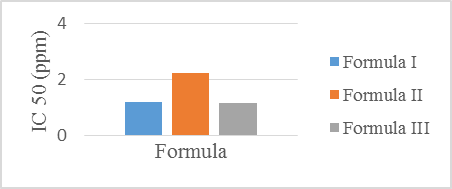 IC 50 (ppm)
4
2
0
Formula
Formula I
Formula II
Formula III